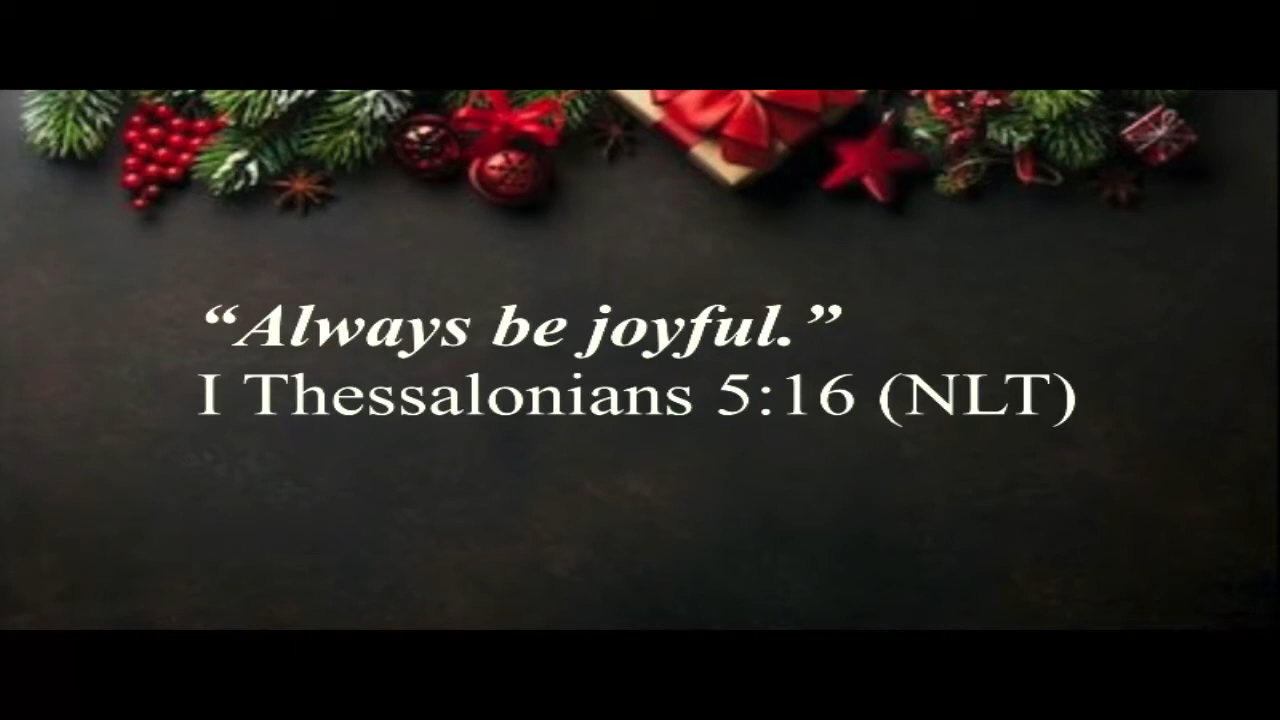 “Always be joyful.”
I Thessalonians 5:16 (NLT)